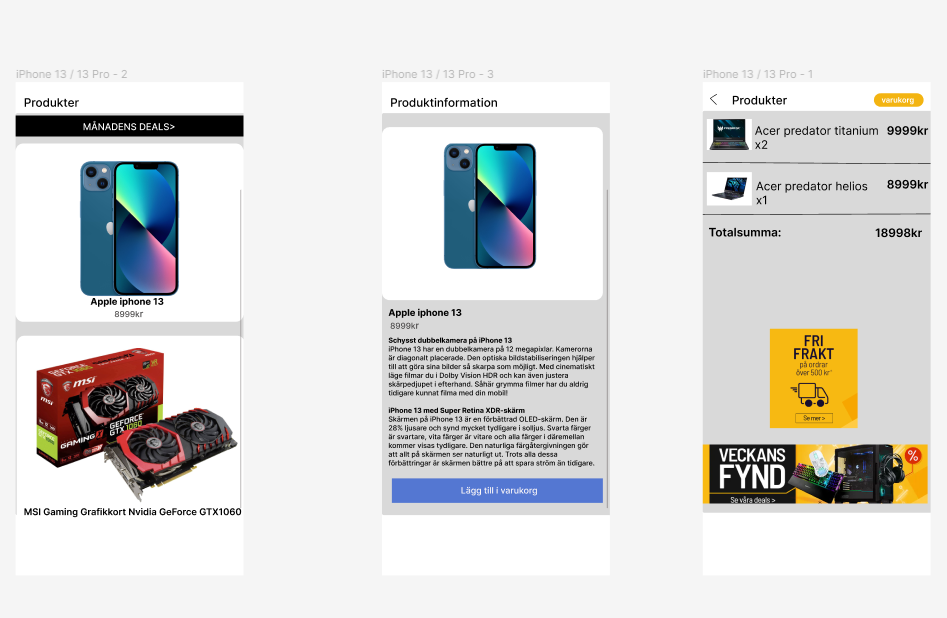 iPhone 13 / 13 Pro - 2
Produkter
MÅNADENS DEALS>
Apple iphone 13
8999kr
msi
GEFORCE
GTX 1060
GAMING
MSI Gaming Grafikkort Nvidia GeForce GTX1060
iPhone 13 / 13 Pro - 3
Produktinformation
Apple iphone 13
8999kr
Schysst dubbelkamera på iPhone 13
iPhone 13 har en dubbelkamera på 12 megapixlar. Kamerorna
är diagonalt placerade. Den optiska bildstabiliseringen hjälper
till att göra sina bilder så skarpa som möjligt. Med cinematiskt
läge filmar du i Dolby Vision HDR och kan även justera
skärpedjupet i efterhand. Såhär grymma filmer har du aldrig
tidigare kunnat filma med din mobil!
iPhone 13 med Super Retina XDR-skärm
Skärmen på iPhone 13 är en förbättrad OLED-skärm. Den är
28% ljusare och synd mycket tydligare i solljus. Svarta färger
är svartare, vita färger är vitare och alla färger i däremellan
kommer visas tydligare. Den naturliga färgåtergivningen gör
att allt på skärmen ser naturligt ut. Trots alla dessa
förbättringar är skärmen bättre på att spara ström än tidigare.
Lägg till i varukorg
iPhone 13 / 13 Pro - 1
Produkter
varukorg
Acer predator titanium 9999kr
x2
Acer predator helios 8999kr
x1
Totalsumma: 18998kr
FRI
FRAKT
på ordrar
över 500 kr*
Se mer >
VECKANS
FYND
%
Se våra deals >